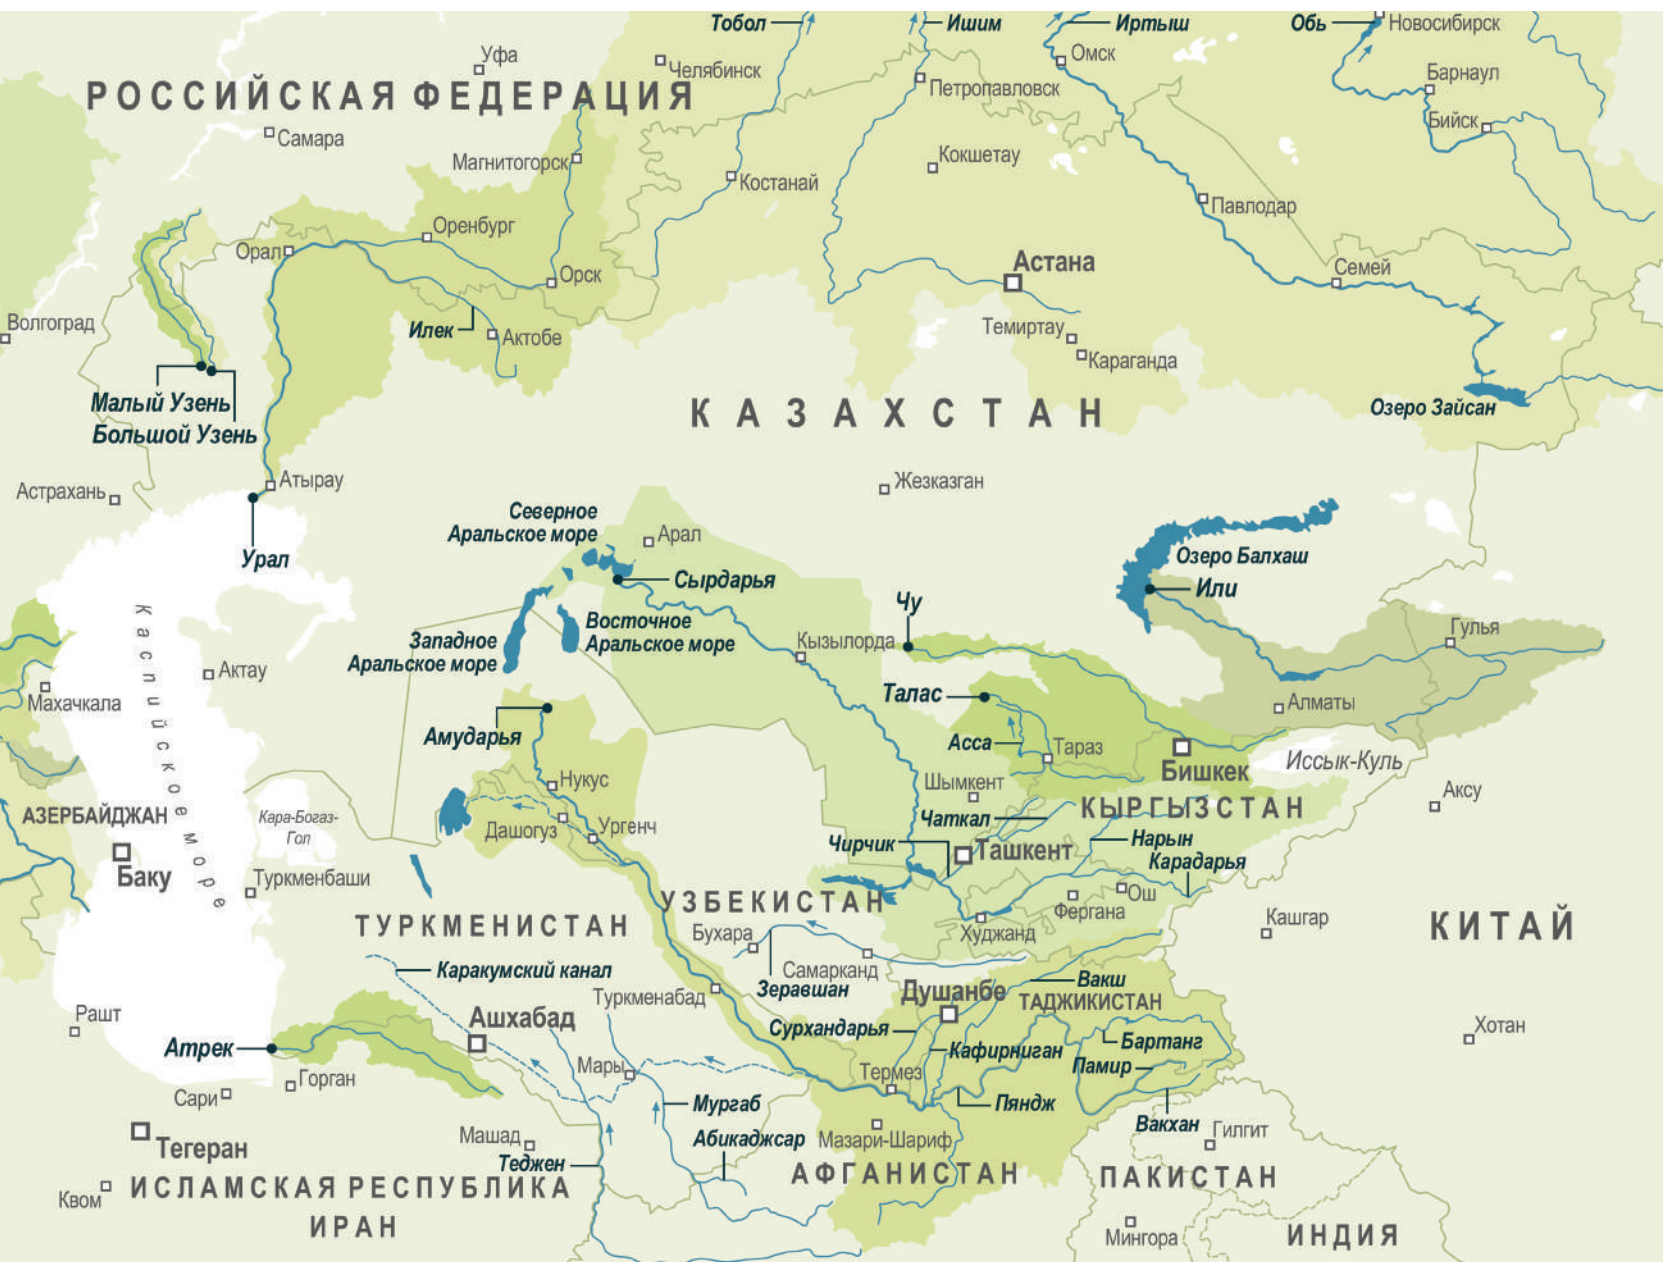 Тобол
Ишим
Иртыш
Обь
Новосибирск
Уфа
Челябинск
Омск
Барнаул
РОССИЙСКАЯ ФЕДЕРАЦИЯ
Петропавловск
Бийск
Самара
Магнитогорск
Кокшетау
Костанай
Павлодар
Оренбург
Орал
Орск
Астана
Семей
Волгоград
Илек
Актобе
Темиртау
Караганда
Малый Узень
Большой Узень
КАЗАХСТАН
Озеро Зайсан
Астрахань
Атырау
Жезказган
Северное
Аральское море
Арал
Урал
Озеро Балхаш
Сырдарья
Или
Каспийское море
Чу
Восточное
Аральское море
Западное
Аральское море
Кызылорда
Гулья
Актау
Махачкала
Талас
Алматы
Амударья
Асса
Тараз
Бишкек
Иссык-Куль
Нукус
Шымкент
Аксу
АЗЕРБАЙДЖАН
Кара-Богаз-
Гол
Дашогуз
Ургенч
Чаткал
КЫРГЫЗСТАН
Чирчик
Ташкент
Нарын
Карадарья
Баку
Туркменбаши
УЗБЕКИСТАН
Ош
Фергана
ТУРКМЕНИСТАН
Бухара
Худжанд
Кашгар
КИТАЙ
Каракумский канал
Самарканд
Зеравшан
Вакш
Туркменабад
Душанбе
ТАДЖИКИСТАН
Рашт
Ашхабад
Сурхандарья
Хотан
Атрек
Кафирниган
Бартанг
Мары
Термез
Памир
Горган
Сари
Мургаб
Пяндж
Вакхан
Гилгит
Тегеран
Машад
Абикаджсар
Мазари-Шариф
Теджен
АФГАНИСТАН
ПАКИСТАН
Квом
ИСЛАМСКАЯ РЕСПУБЛИКА
ИРАН
Мингора
ИНДИЯ